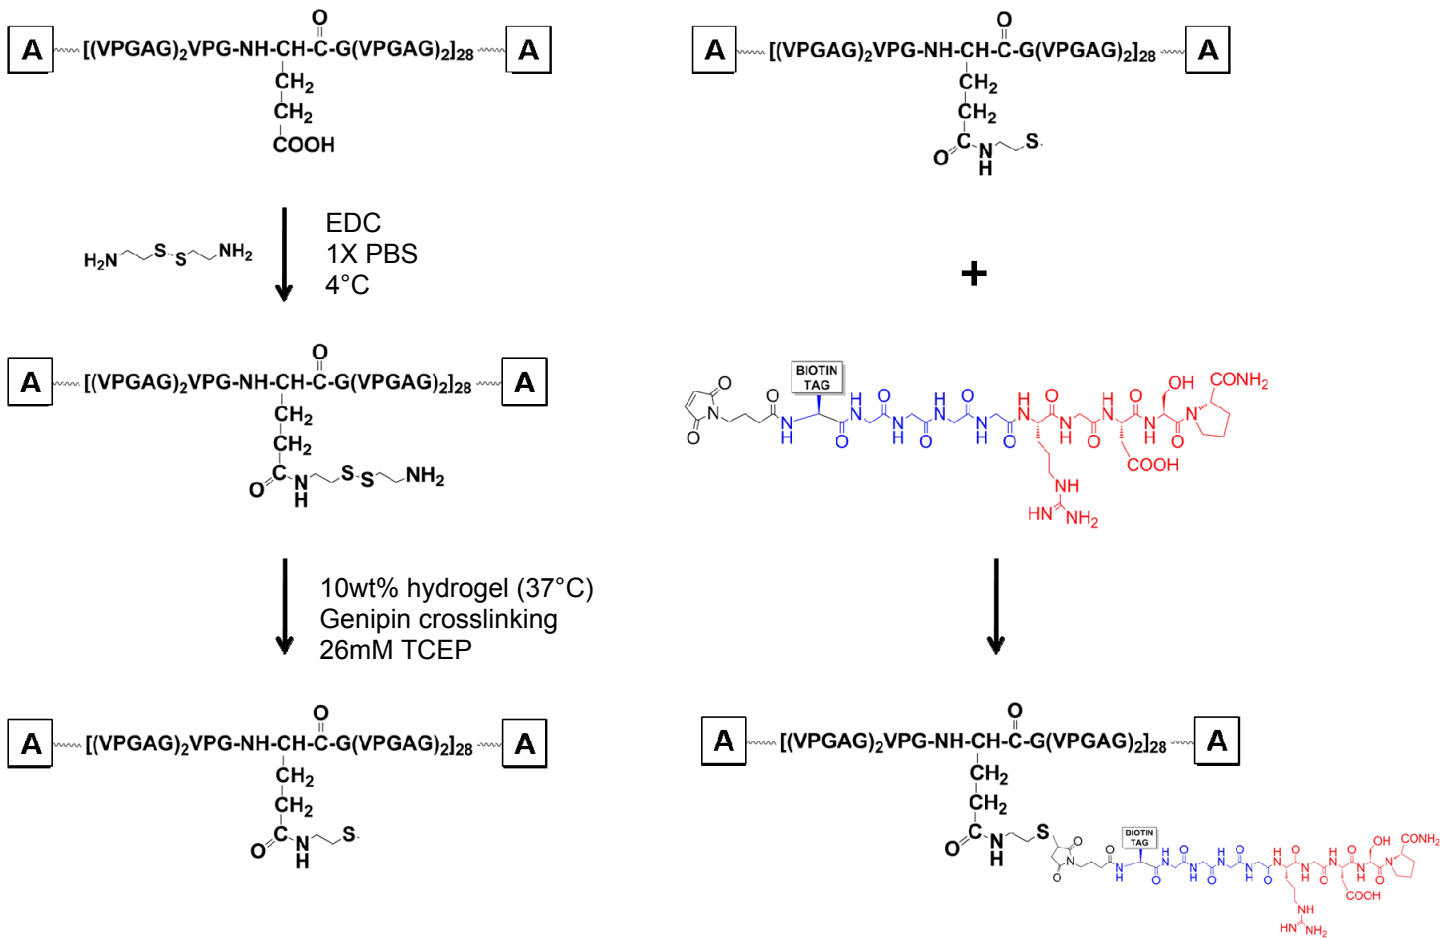 A [(VPGAG)2VPG-NH-CH-C-G(VPGAG)2]28 A
O
CH2
CH2
COOH
H2N S S NH2
EDC
1X PBS
4°C
A [(VPGAG)2VPG-NH-CH-C-G(VPGAG)2]28 A
O
CH2
CH2
O C N H S S NH2
10wt% hydrogel (37°C)
Genipin crosslinking
26mM TCEP
A [(VPGAG)2VPG-NH-CH-C-G(VPGAG)2]28 A
O
CH2
CH2
O C N H S
A [(VPGAG)2VPG-NH-CH-C-G(VPGAG)2]28 A
O
CH2
CH2
O C N H S
+
BIOTIN
TAG
OH CONH2
O O H N O H N O H N O H N O
O N N H O O O N H O N
COOH
NH
HN NH2
A [(VPGAG)2VPG-NH-CH-C-G(VPGAG)2]28 A
O
CH2
CH2
O C N H S
BIOTIN
TAG
OH CONH2
O O H N O H N O H N O H N O
O N N H O O O N H O N
COOH
NH
HN NH2